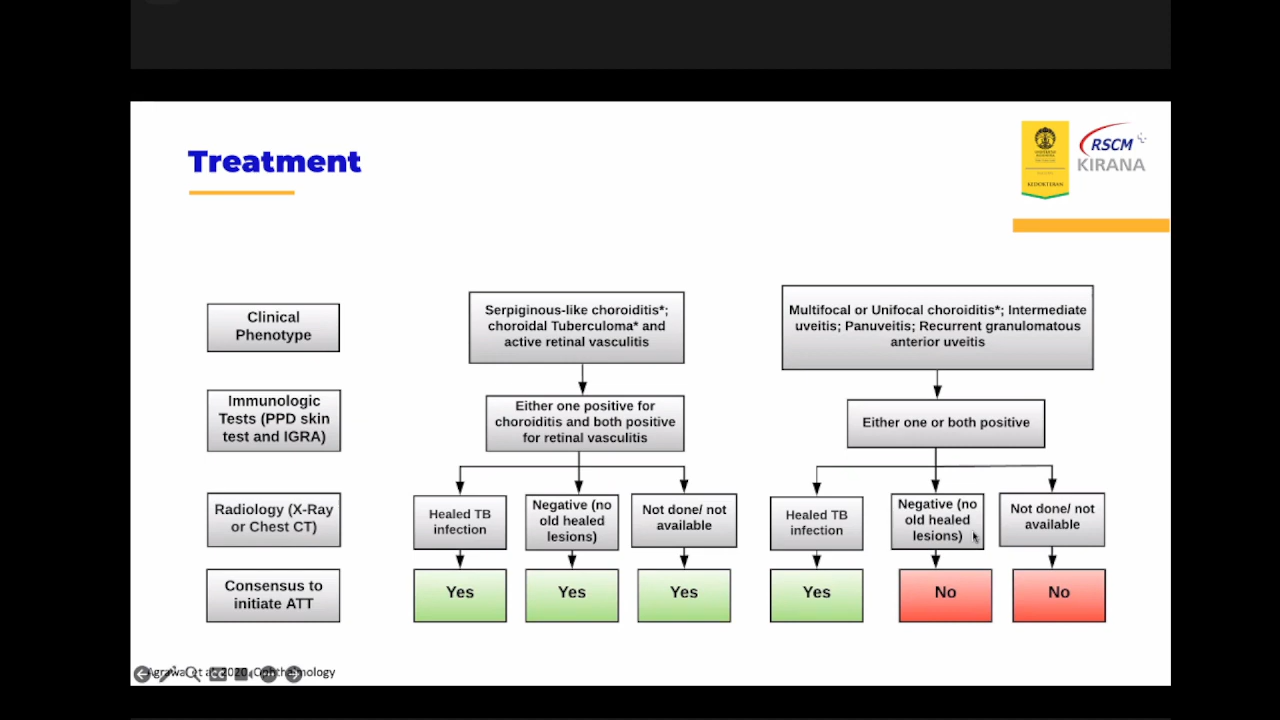 Treatment
KEDOKTERAN
RSCM
KIRANA
Clinical
Phenotype
Serpiginous-like choroiditis*;
choroidal Tuberculoma* and
active retinal vasculitis
Multifocal or Unifocal choroiditis*; Intermediate
uveitis; Panuveitis; Recurrent granulomatous
anterior uveitis
Immunologic
Tests (PPD skin
test and IGRA)
Either one positive for
choroiditis and both positive
for retinal vasculitis
Either one or both positive
Radiology (X-Ray
or Chest CT)
Healed TB
infection
Negative (no
old healed
lesions)
Not done/ not
available
Healed TB
infection
Negative (no
old healed
lesions)
Not done/ not
available
Consensus to
initiate ATT
Yes
Yes
Yes
Yes
No
No
2020, Ophthalmology